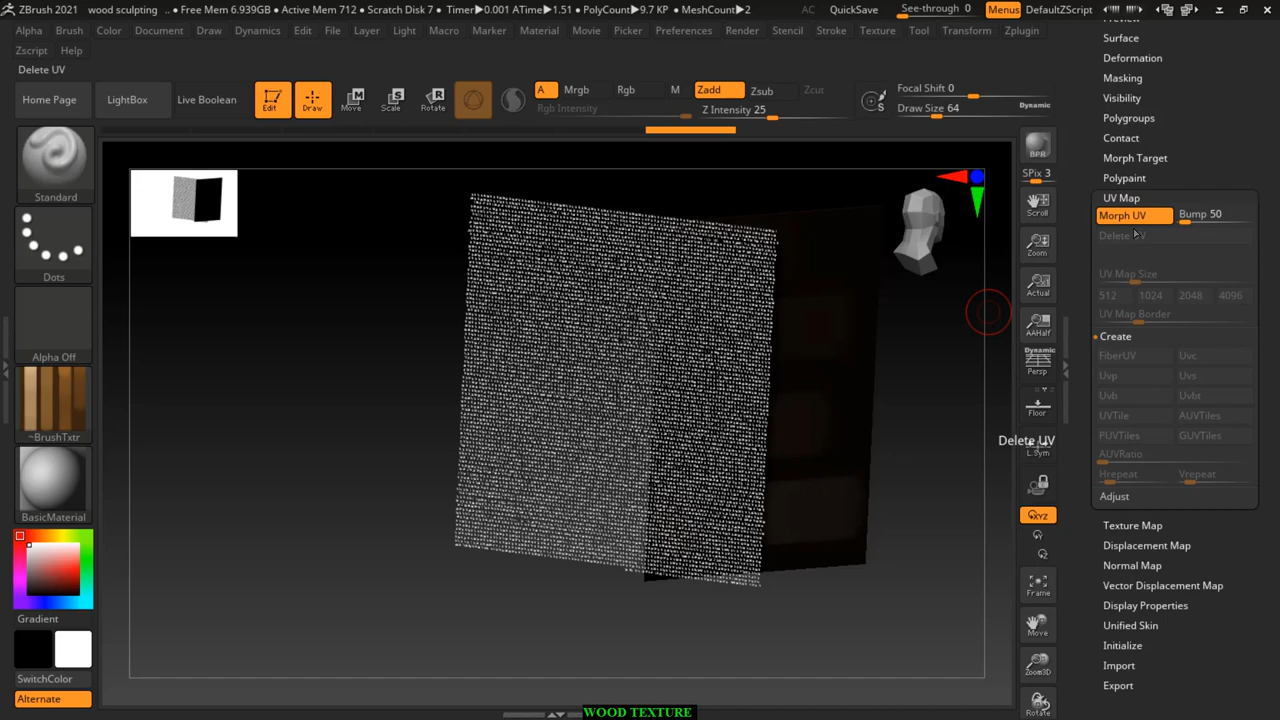 ZBrush 2021 wood sculpting .. • Free Mem 6.939GB • Active Mem 712 • Scratch Disk 7 • Timer▶0.001 ATime▶1.51 • PolyCount▶9.7 KP • MeshCount▶2 AC QuickSave See-through 0 Menus DefaultZScript
Alpha Brush Color Document Draw Dynamics Edit File Layer Light Macro Marker Material Movie Picker Preferences Render Stencil Stroke Texture Tool Transform Zplugin
Zscript Help
Delete UV
Home Page LightBox Live Boolean Edit Draw Move Scale Rotate A Mrgb Rgb M Zadd Zsub Zcut Focal Shift 0
Rgb Intensity Z Intensity 25 Draw Size 64 Dynamic
Standard
Dots
Alpha Off
~BrushTxtr
BasicMaterial
Gradient
SwitchColor
Alternate
BPR
SPix 3
Scroll
Zoom
Actual
AAHalf
Dynamic
Persp
Floor
L.Sym
Delete UV
XYZ
Frame
Move
Zoom3D
Rotate
Surface
Deformation
Masking
Visibility
Polygroups
Contact
Morph Target
Polypaint
UV Map
Morph UV Bump 50
Delete UV
UV Map Size
512 1024 2048 4096
UV Map Border
Create
FiberUV Uvc
Uvp Uvs
Uvb Uvbt
UVTile AUVTiles
PUVTiles GUVTiles
AUVRatio
Hrepeat Vrepeat
Adjust
Texture Map
Displacement Map
Normal Map
Vector Displacement Map
Display Properties
Unified Skin
Initialize
Import
Export
WOOD TEXTURE